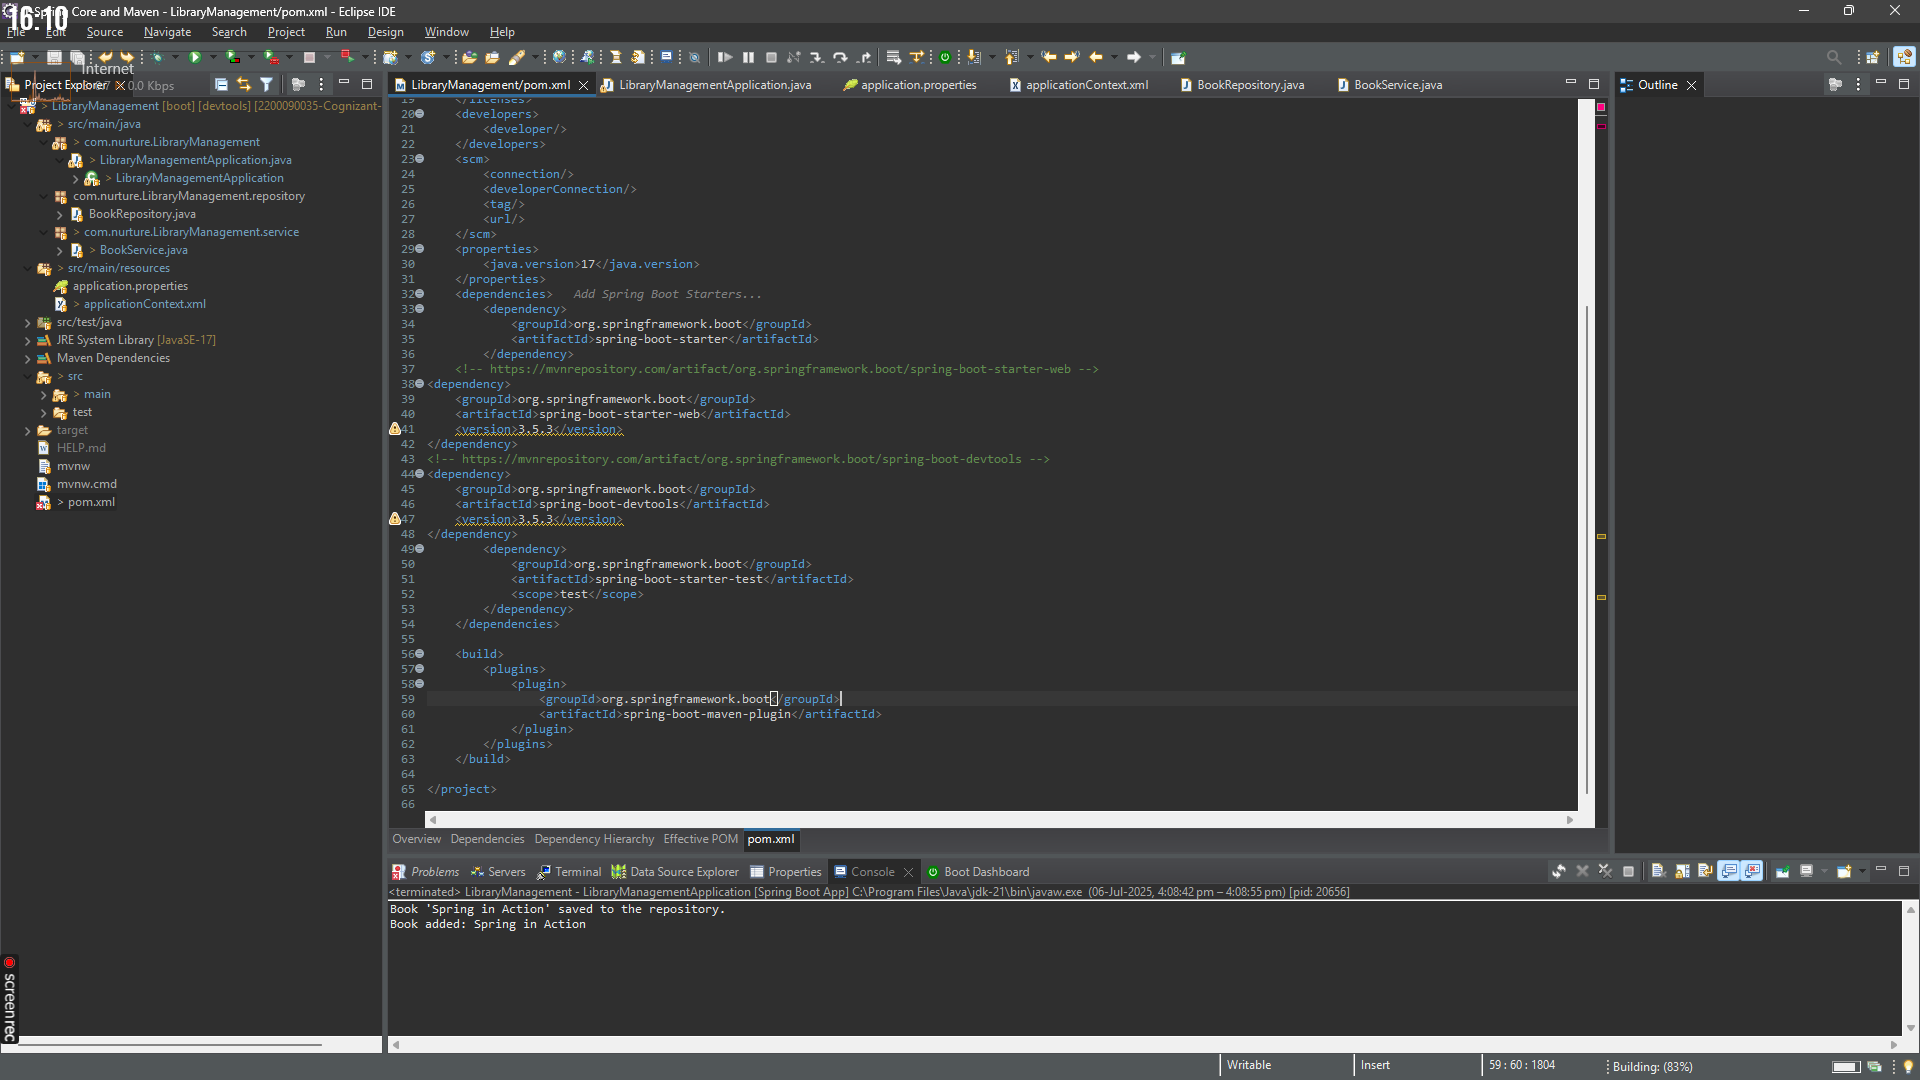 16:10
Spring Core and Maven - LibraryManagement/pom.xml - Eclipse IDE
File Edit Source Navigate Search Project Run Design Window Help
Internet
0.0 Kbps
Project Explorer
LibraryManagement/pom.xml
LibraryManagementApplication.java
application.properties
applicationContext.xml
BookRepository.java
BookService.java
Outline
> LibraryManagement [boot] [devtools] [2200090035-Cognizant-
> src/main/java
> com.nurture.LibraryManagement
> LibraryManagementApplication.java
> LibraryManagementApplication
com.nurture.LibraryManagement.repository
BookRepository.java
> com.nurture.LibraryManagement.service
> BookService.java
> src/main/resources
application.properties
> applicationContext.xml
src/test/java
JRE System Library [JavaSE-17]
Maven Dependencies
> src
> main
test
target
HELP.md
mvnw
mvnw.cmd
> pom.xml
19 </licenses>
20 <developers>
21 <developer/>
22 </developers>
23 <scm>
24 <connection/>
25 <developerConnection/>
26 <tag/>
27 <url/>
28 </scm>
29 <properties>
30 <java.version>17</java.version>
31 </properties>
32 <dependencies> Add Spring Boot Starters...
33 <dependency>
34 <groupId>org.springframework.boot</groupId>
35 <artifactId>spring-boot-starter</artifactId>
36 </dependency>
37 <!-- https://mvnrepository.com/artifact/org.springframework.boot/spring-boot-starter-web -->
38 <dependency>
39 <groupId>org.springframework.boot</groupId>
40 <artifactId>spring-boot-starter-web</artifactId>
41 <version>3.5.3</version>
42 </dependency>
43 <!-- https://mvnrepository.com/artifact/org.springframework.boot/spring-boot-devtools -->
44 <dependency>
45 <groupId>org.springframework.boot</groupId>
46 <artifactId>spring-boot-devtools</artifactId>
47 <version>3.5.3</version>
48 </dependency>
49 <dependency>
50 <groupId>org.springframework.boot</groupId>
51 <artifactId>spring-boot-starter-test</artifactId>
52 <scope>test</scope>
53 </dependency>
54 </dependencies>
55
56 <build>
57 <plugins>
58 <plugin>
59 <groupId>org.springframework.boot</groupId>
60 <artifactId>spring-boot-maven-plugin</artifactId>
61 </plugin>
62 </plugins>
63 </build>
64
65 </project>
66
Overview Dependencies Dependency Hierarchy Effective POM pom.xml
Problems Servers Terminal Data Source Explorer Properties Console Boot Dashboard
<terminated> LibraryManagement - LibraryManagementApplication [Spring Boot App] C:\Program Files\Java\jdk-21\bin\javaw.exe (06-Jul-2025, 4:08:42 pm – 4:08:55 pm) [pid: 20656]
Book 'Spring in Action' saved to the repository.
Book added: Spring in Action
screen rec
Writable
Insert
59 : 60 : 1804
Building: (83%)